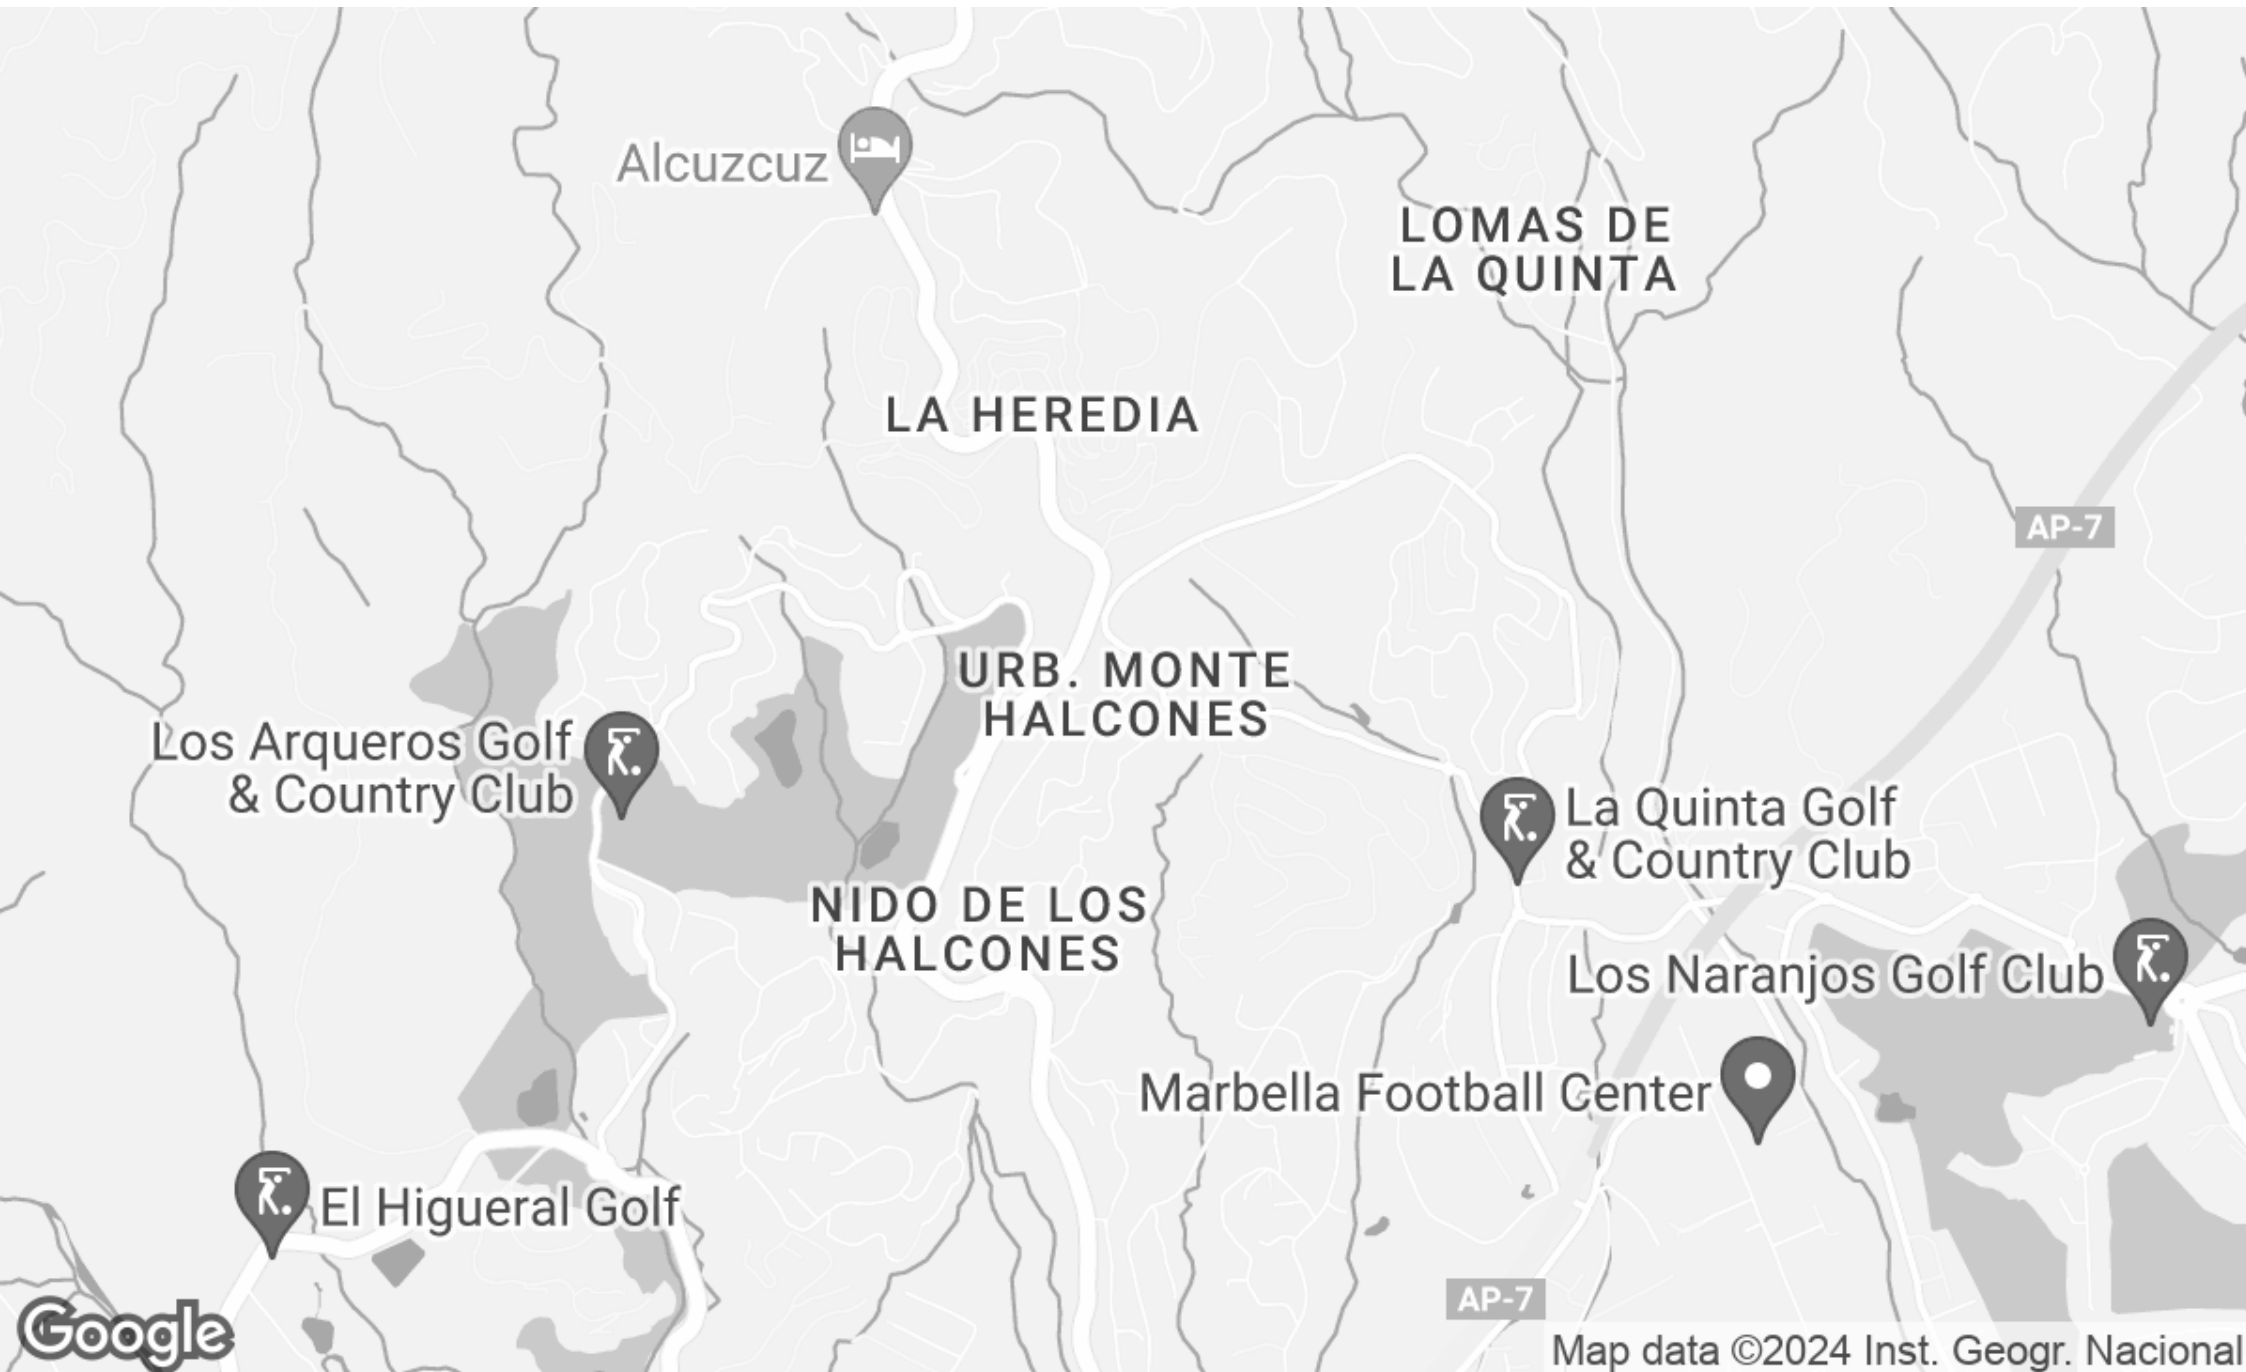 Alcuzcuz
LOMAS DE
LA QUINTA
LA HEREDIA
AP-7
URB. MONTE
HALCONES
Los Arqueros Golf
& Country Club
La Quinta Golf
& Country Club
NIDO DE LOS
HALCONES
Los Naranjos Golf Club
Marbella Football Center
El Higueral Golf
AP-7
Google
Map data ©2024 Inst. Geogr. Nacional